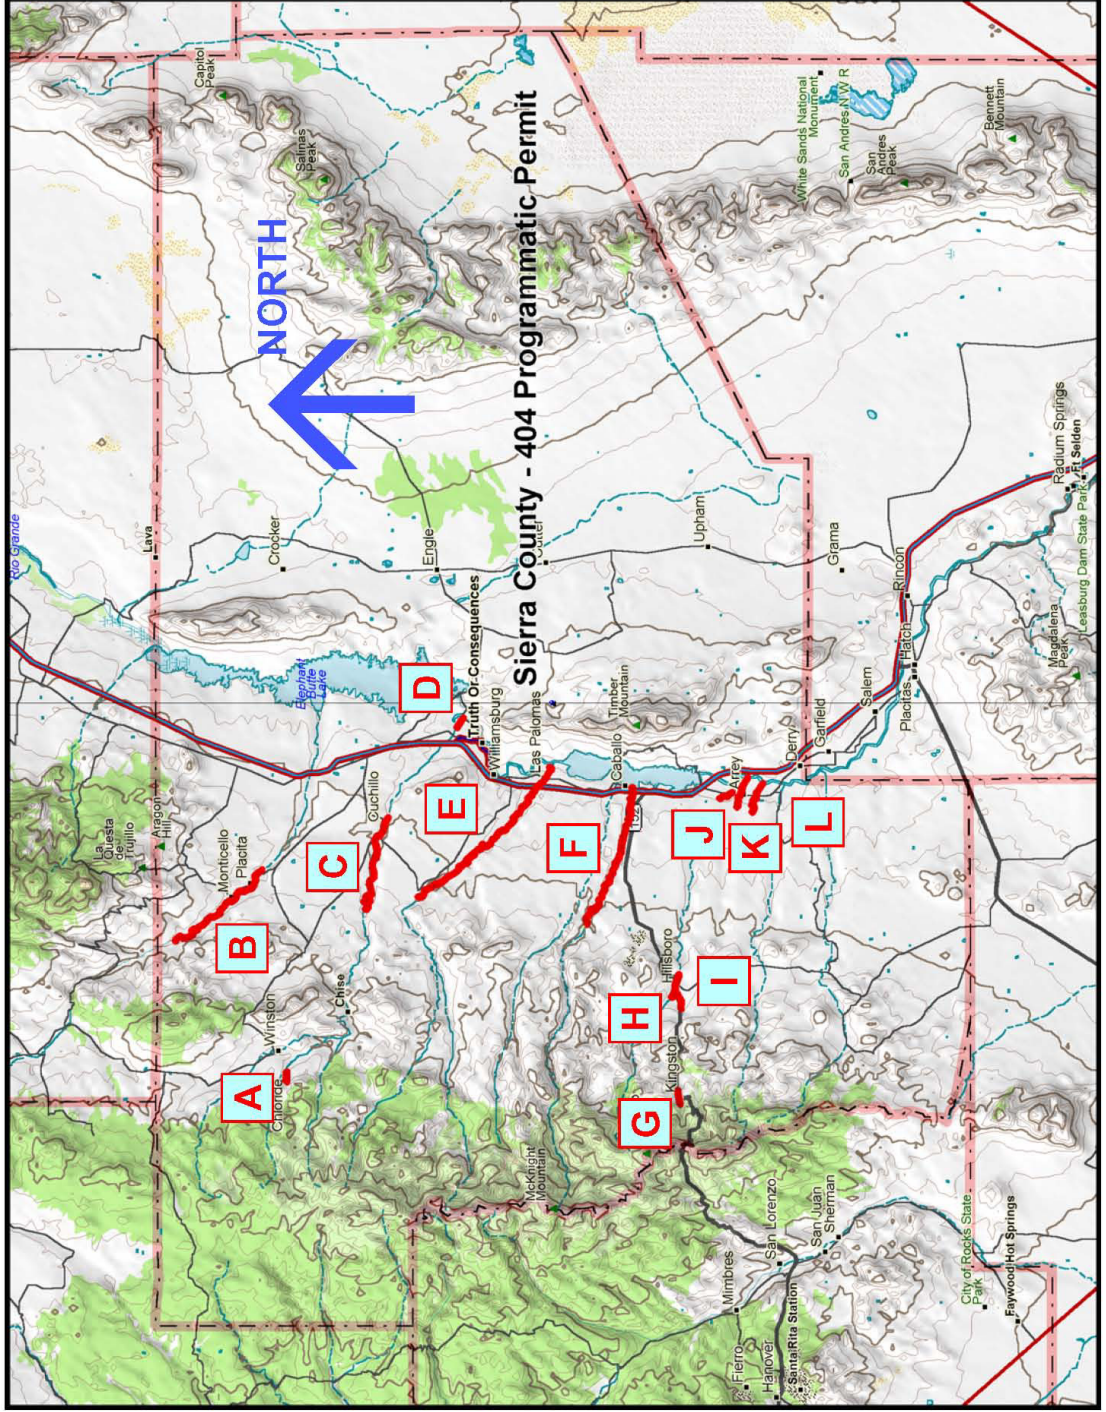 Rio Grande
Capitol
Peak
Salinas
Peak
NORTH
Sierra County - 404 Programmatic Permit
White Sands National
Monument
San Andres N W R
San
Andres
Peak
Bennett
Mountain
Lava
Crocker
Engle
Upham
Grama
Rincon
Radium Springs
Ft Selden
Leasburg Dam State Park
Magdalena
Peak
Elephant
Butte
Lake
D
Truth Or Consequences
Williamsburg
Las Palomas
Timber
Mountain
Caballo
152
Arrey
Derry
Garfield
Salem
Hatch
Placitas
La
Questa
de
Trujillo
Aragon
Hill
Monticello
Placita
Cuchillo
B
C
E
F
J
K
L
Winston
Chise
A
Chloride
Hillsboro
H
I
Kingston
G
McKnight
Mountain
San Lorenzo
San Juan
Sherman
Mimbres
Fierro
Hanover
Santa Rita Station
City of Rocks State
Park
Faywood Hot Springs